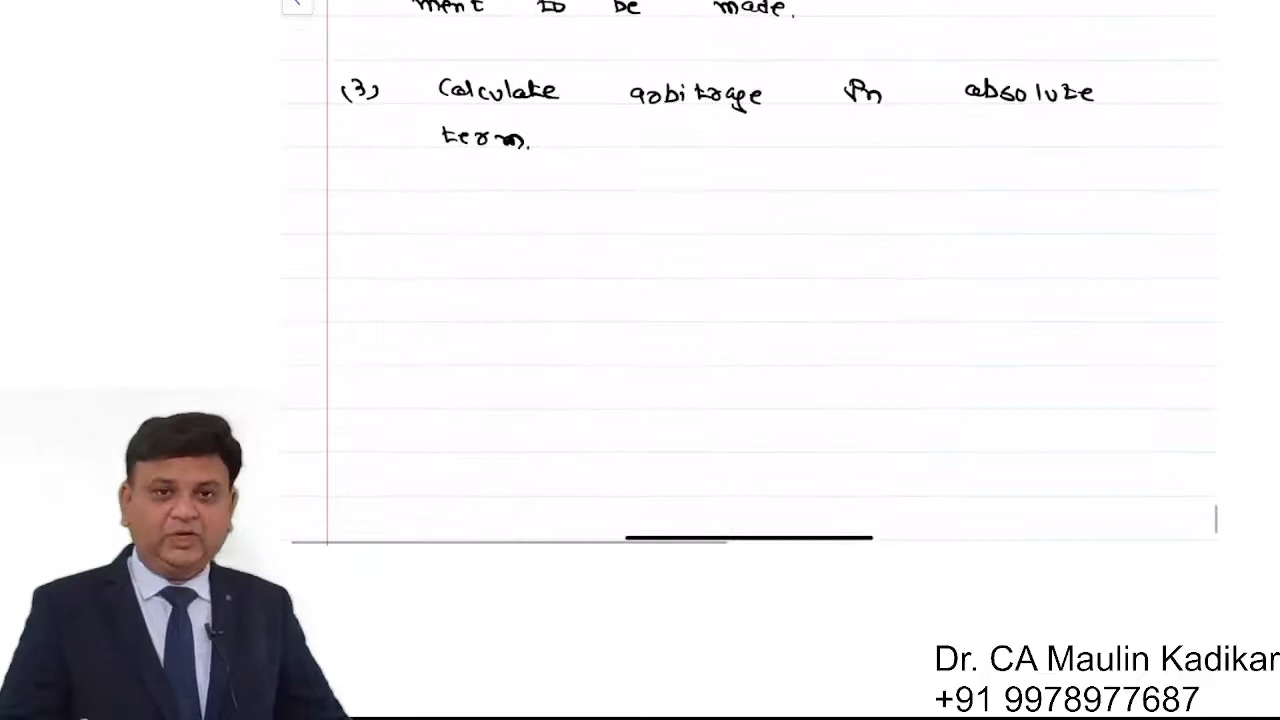 ment to be made.
(3) Calculate arbitrage in absolute
term.
Dr. CA Maulin Kadikar
+91 9978977687